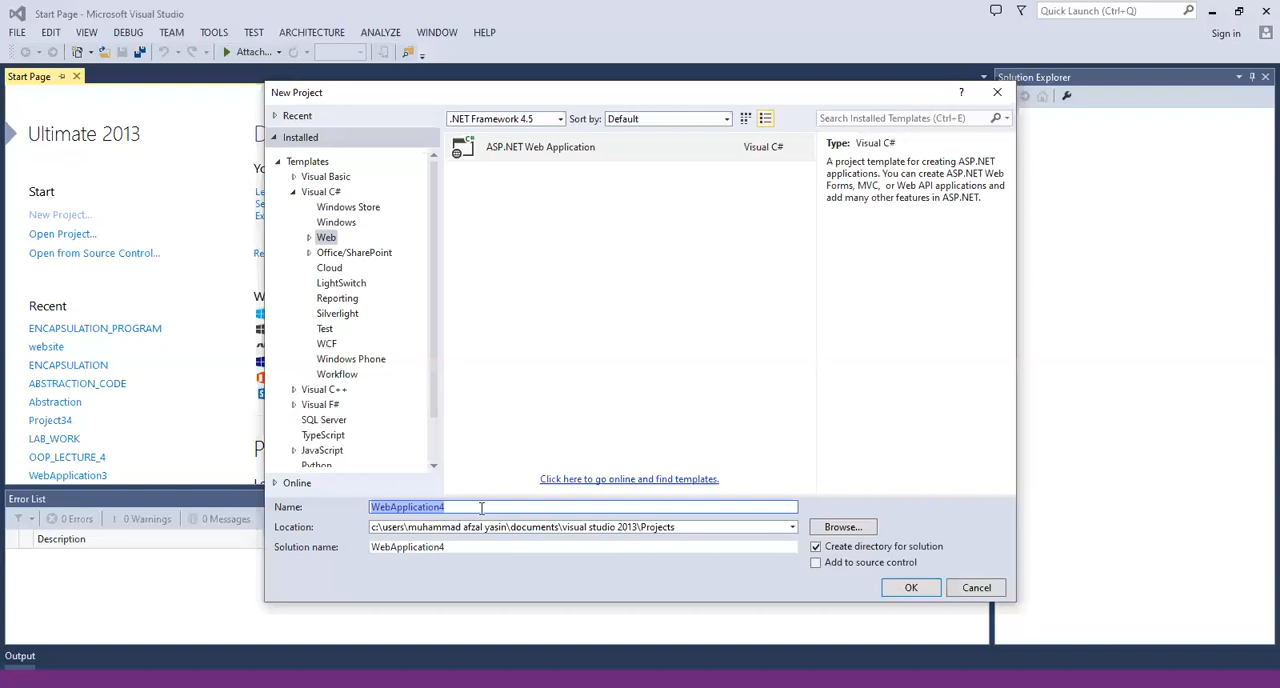 Start Page - Microsoft Visual Studio
Quick Launch (Ctrl+Q)
FILE EDIT VIEW DEBUG TEAM TOOLS TEST ARCHITECTURE ANALYZE WINDOW HELP
Sign in
Attach...
Start Page
Solution Explorer
Ultimate 2013
Start
New Project...
Open Project...
Open from Source Control...
Recent
ENCAPSULATION_PROGRAM
website
ENCAPSULATION
ABSTRACTION_CODE
Abstraction
Project34
LAB_WORK
OOP_LECTURE_4
WebApplication3
New Project
?
Recent
.NET Framework 4.5
Sort by: Default
Search Installed Templates (Ctrl+E)
Installed
Templates
Visual Basic
Visual C#
Windows Store
Windows
Web
Office/SharePoint
Cloud
LightSwitch
Reporting
Silverlight
Test
WCF
Windows Phone
Workflow
Visual C++
Visual F#
SQL Server
TypeScript
JavaScript
Python
Online
ASP.NET Web Application Visual C#
Type: Visual C#
A project template for creating ASP.NET
applications. You can create ASP.NET Web
Forms, MVC, or Web API applications and
add many other features in ASP.NET.
Click here to go online and find templates.
Name: WebApplication4
Location: c:\users\muhammad afzal yasin\documents\visual studio 2013\Projects
Browse...
Solution name: WebApplication4
Create directory for solution
Add to source control
OK Cancel
Error List
0 Errors 0 Warnings 0 Messages
Description
Output